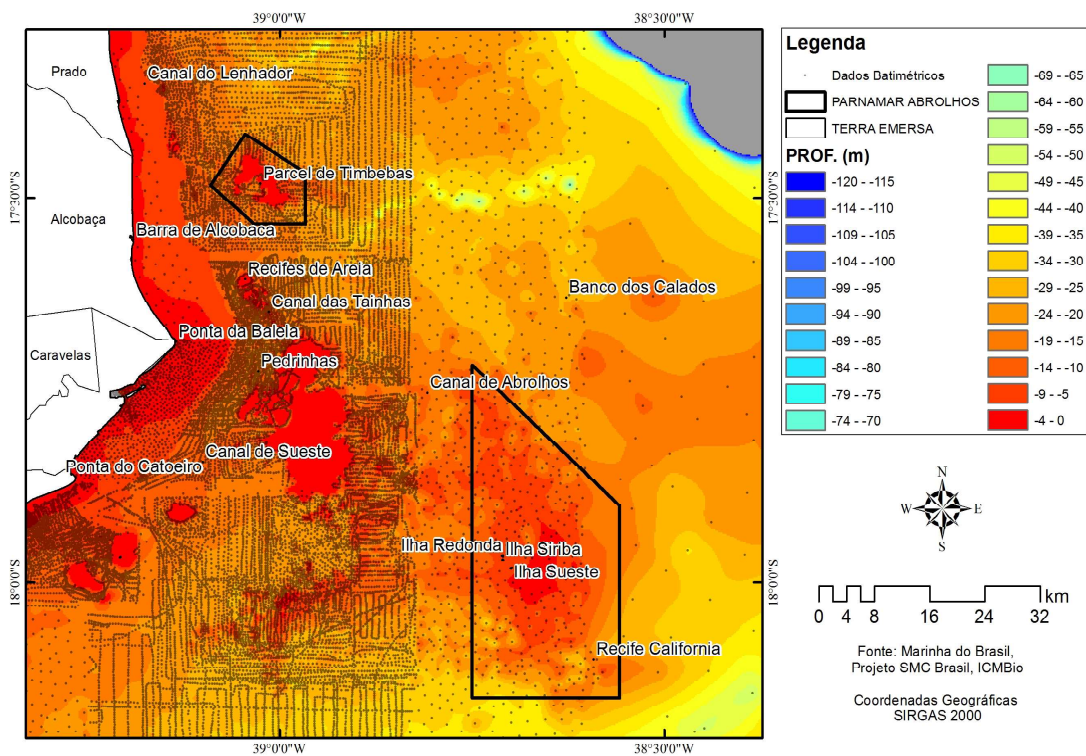 39°0'0"W
38°30'0"W
Prado
Canal do Lenhador
Parcel de Timbebas
17°30'0"S
17°30'0"S
Alcobaça
Barra de Alcobaca
Recifes de Areia
Canal das Tainhas
Banco dos Calados
Ponta da Baleia
Caravelas
Pedrinhas
Canal de Abrolhos
Canal de Sueste
Ponta do Catoeiro
Ilha Redonda
Ilha Siriba
Ilha Sueste
18°0'0"S
18°0'0"S
Recife California
39°0'0"W
38°30'0"W
Legenda
Dados Batimétricos
PARNAMAR ABROLHOS
TERRA EMERSA
PROF. (m)
-120 - -115
-114 - -110
-109 - -105
-104 - -100
-99 - -95
-94 - -90
-89 - -85
-84 - -80
-79 - -75
-74 - -70
-69 - -65
-64 - -60
-59 - -55
-54 - -50
-49 - -45
-44 - -40
-39 - -35
-34 - -30
-29 - -25
-24 - -20
-19 - -15
-14 - -10
-9 - -5
-4 - 0
N
W
E
S
0 4 8 16 24 32 km
Fonte: Marinha do Brasil,
Projeto SMC Brasil, ICMBio
Coordenadas Geográficas
SIRGAS 2000